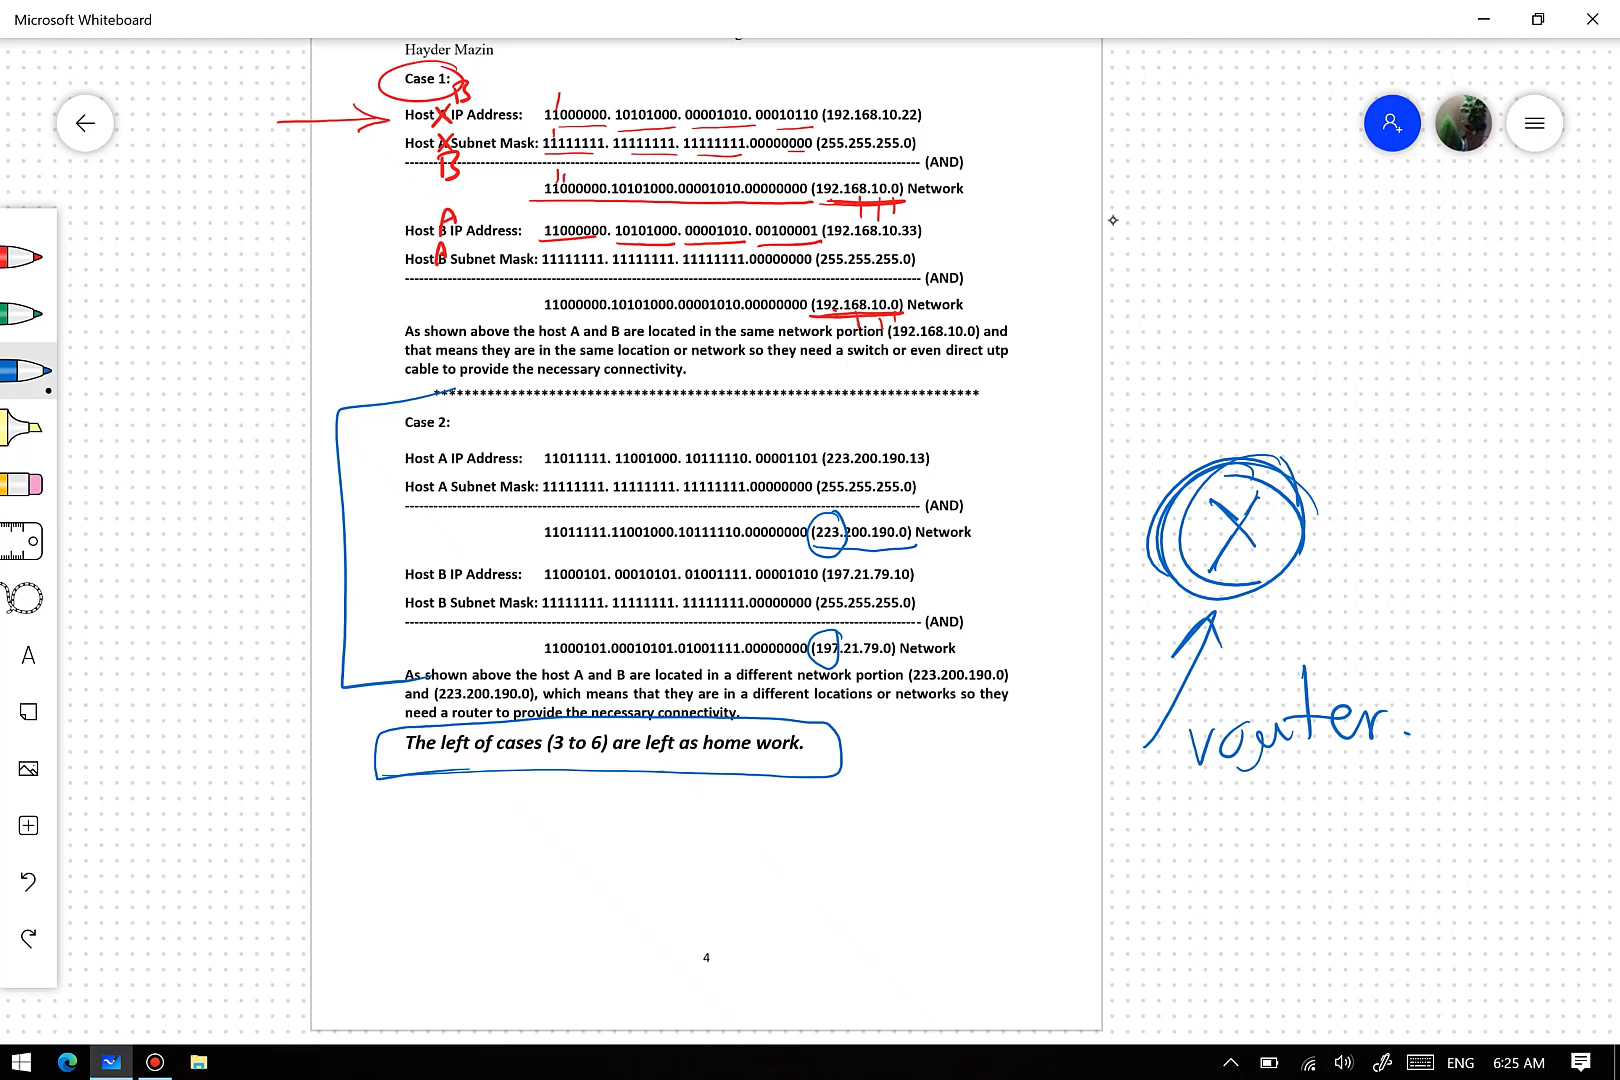 Microsoft Whiteboard
Hayder Mazin
Case 1:
B
Host X IP Address: 11000000. 10101000. 00001010. 00010110 (192.168.10.22)
Host A Subnet Mask: 11111111. 11111111. 11111111.00000000 (255.255.255.0)
B
(AND)
11000000.10101000.00001010.00000000 (192.168.10.0) Network
A
Host B IP Address: 11000000. 10101000. 00001010. 00100001 (192.168.10.33)
A
Host B Subnet Mask: 11111111. 11111111. 11111111.00000000 (255.255.255.0)
(AND)
11000000.10101000.00001010.00000000 (192.168.10.0) Network
As shown above the host A and B are located in the same network portion (192.168.10.0) and
that means they are in the same location or network so they need a switch or even direct utp
cable to provide the necessary connectivity.
Case 2:
Host A IP Address: 11011111. 11001000. 10111110. 00001101 (223.200.190.13)
Host A Subnet Mask: 11111111. 11111111. 11111111.00000000 (255.255.255.0)
(AND)
11011111.11001000.10111110.00000000 (223.200.190.0) Network
Host B IP Address: 11000101. 00010101. 01001111. 00001010 (197.21.79.10)
Host B Subnet Mask: 11111111. 11111111. 11111111.00000000 (255.255.255.0)
(AND)
11000101.00010101.01001111.00000000 (197.21.79.0) Network
As shown above the host A and B are located in a different network portion (223.200.190.0)
and (223.200.190.0), which means that they are in a different locations or networks so they
need a router to provide the necessary connectivity.
The left of cases (3 to 6) are left as home work.
4
X
router.
A
ENG
6:25 AM